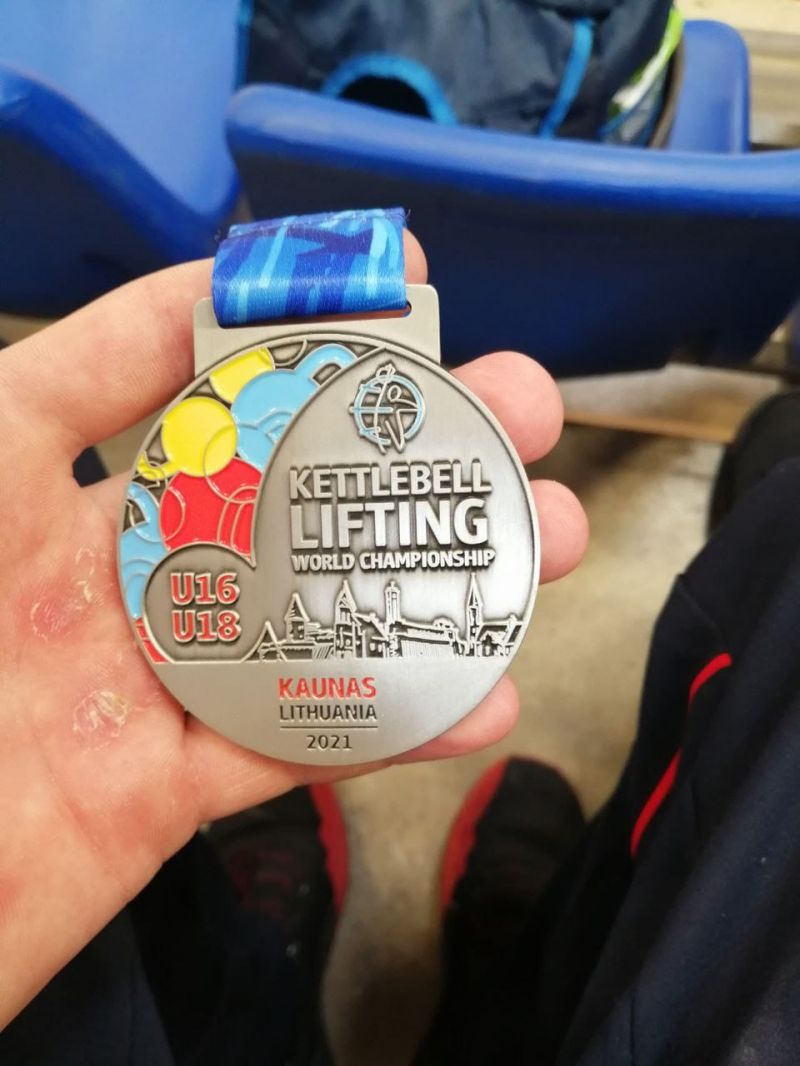 KETTLEBELL
LIFTING
WORLD CHAMPIONSHIP
U16
U18
KAUNAS
LITHUANIA
2021